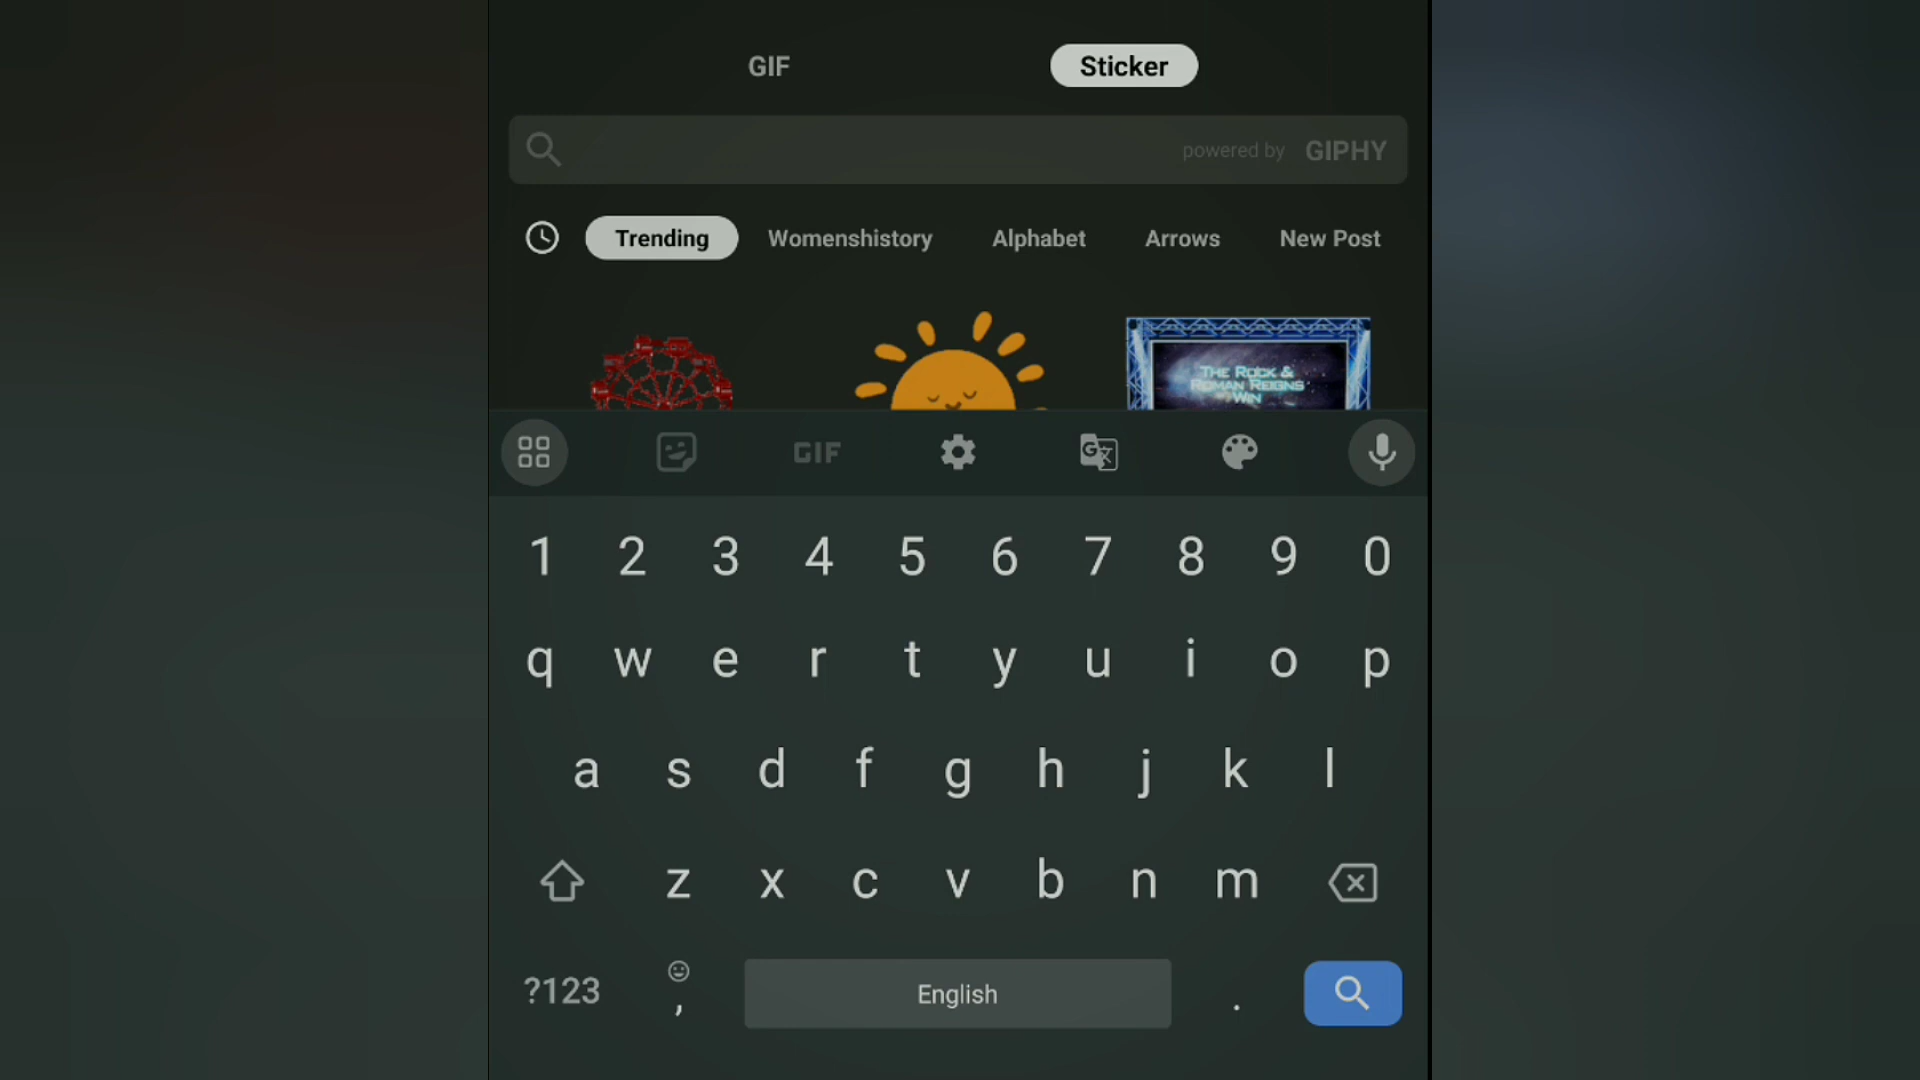 GIF Sticker
powered by GIPHY
Trending Womenshistory Alphabet Arrows New Post
THE ROCK &
ROMAN REIGNS
WIN
GIF
1 2 3 4 5 6 7 8 9 0
q w e r t y u i o p
a s d f g h j k l
z x c v b n m
?123 , English .